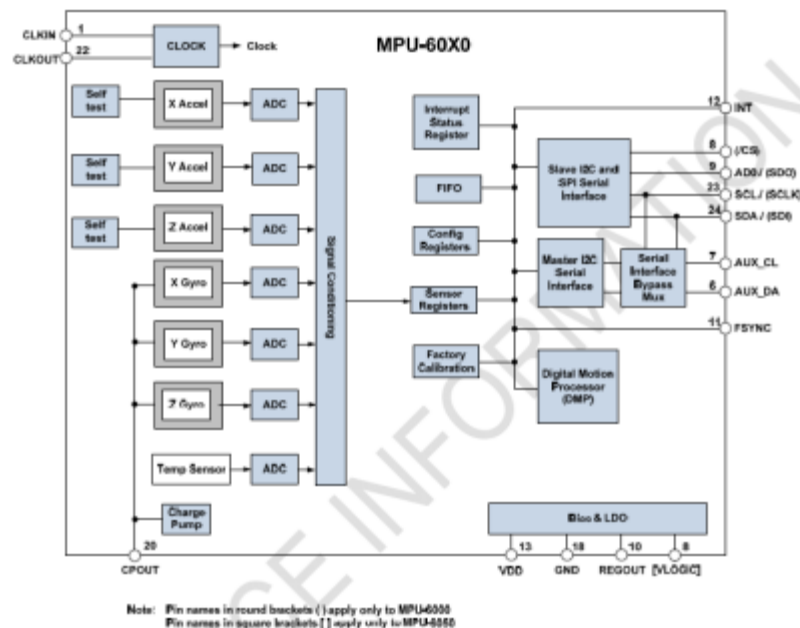 MPU-60X0
CLKIN 1
CLKOUT 22
CLOCK
Clock
Self test
X Accel
ADC
Self test
Y Accel
ADC
Self test
Z Accel
ADC
X Gyro
ADC
Y Gyro
ADC
Z Gyro
ADC
Temp Sensor
ADC
Charge Pump
20
CPOUT
Signal Conditioning
Interrupt Status Register
FIFO
Config Registers
Sensor Registers
Factory Calibration
Slave I2C and SPI Serial Interface
Master I2C Serial Interface
Serial Interface Bypass Mux
Digital Motion Processor (DMP)
12 INT
8 (/CS)
9 AD0 / (SDO)
23 SCL / (SCLK)
24 SDA / (SDI)
7 AUX_CL
6 AUX_DA
11 FSYNC
Bias & LDO
13 18 10 8
VDD GND REGOUT [VLOGIC]
Note: Pin names in round brackets ( ) apply only to MPU-6000
Pin names in square brackets [ ] apply only to MPU-6050
CE INFORMATION